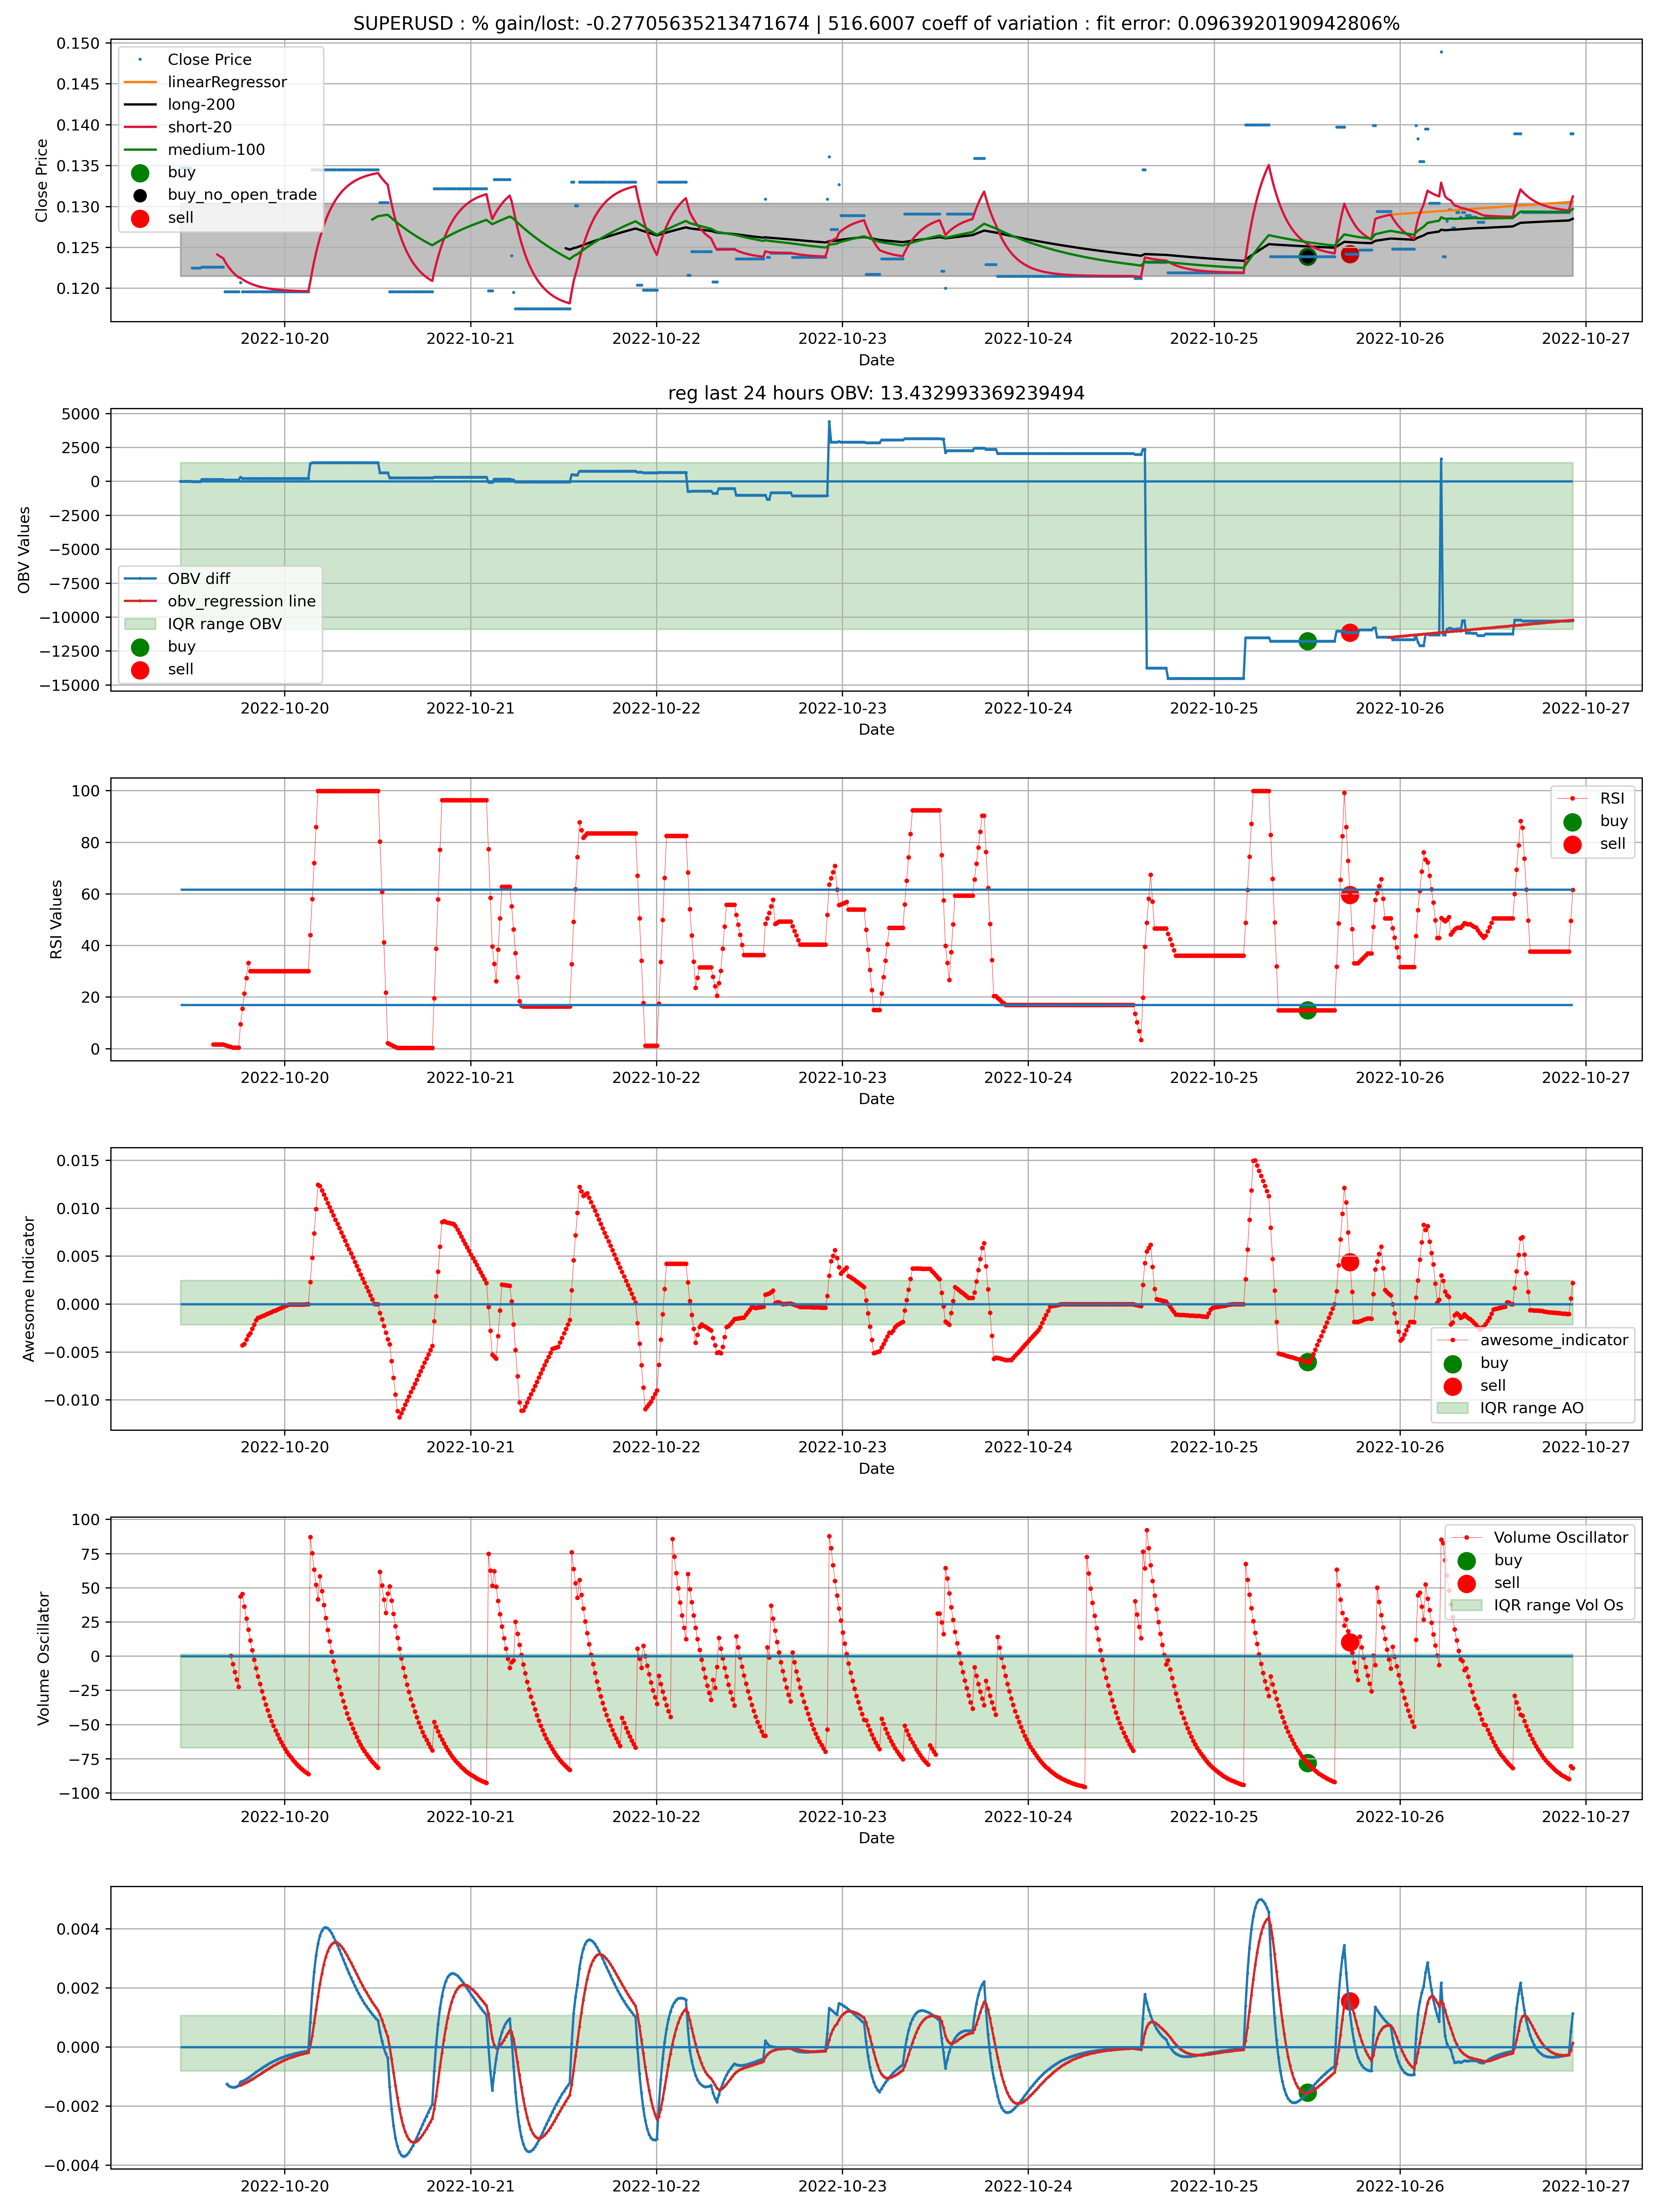 SUPERUSD : % gain/lost: -0.27705635213471674 | 516.6007 coeff of variation : fit error: 0.0963920190942806%
0.150
0.145
0.140
0.135
0.130
0.125
0.120
Close Price
Close Price
linearRegressor
long-200
short-20
medium-100
buy
buy_no_open_trade
sell
2022-10-20 2022-10-21 2022-10-22 2022-10-23 2022-10-24 2022-10-25 2022-10-26 2022-10-27
Date
reg last 24 hours OBV: 13.432993369239494
5000
2500
0
−2500
−5000
−7500
−10000
−12500
−15000
OBV Values
OBV diff
obv_regression line
IQR range OBV
buy
sell
2022-10-20 2022-10-21 2022-10-22 2022-10-23 2022-10-24 2022-10-25 2022-10-26 2022-10-27
Date
100
80
60
40
20
0
RSI Values
RSI
buy
sell
2022-10-20 2022-10-21 2022-10-22 2022-10-23 2022-10-24 2022-10-25 2022-10-26 2022-10-27
Date
0.015
0.010
0.005
0.000
−0.005
−0.010
Awesome Indicator
awesome_indicator
buy
sell
IQR range AO
2022-10-20 2022-10-21 2022-10-22 2022-10-23 2022-10-24 2022-10-25 2022-10-26 2022-10-27
Date
100
75
50
25
0
−25
−50
−75
−100
Volume Oscillator
Volume Oscillator
buy
sell
IQR range Vol Os
2022-10-20 2022-10-21 2022-10-22 2022-10-23 2022-10-24 2022-10-25 2022-10-26 2022-10-27
Date
0.004
0.002
0.000
−0.002
−0.004
2022-10-20 2022-10-21 2022-10-22 2022-10-23 2022-10-24 2022-10-25 2022-10-26 2022-10-27